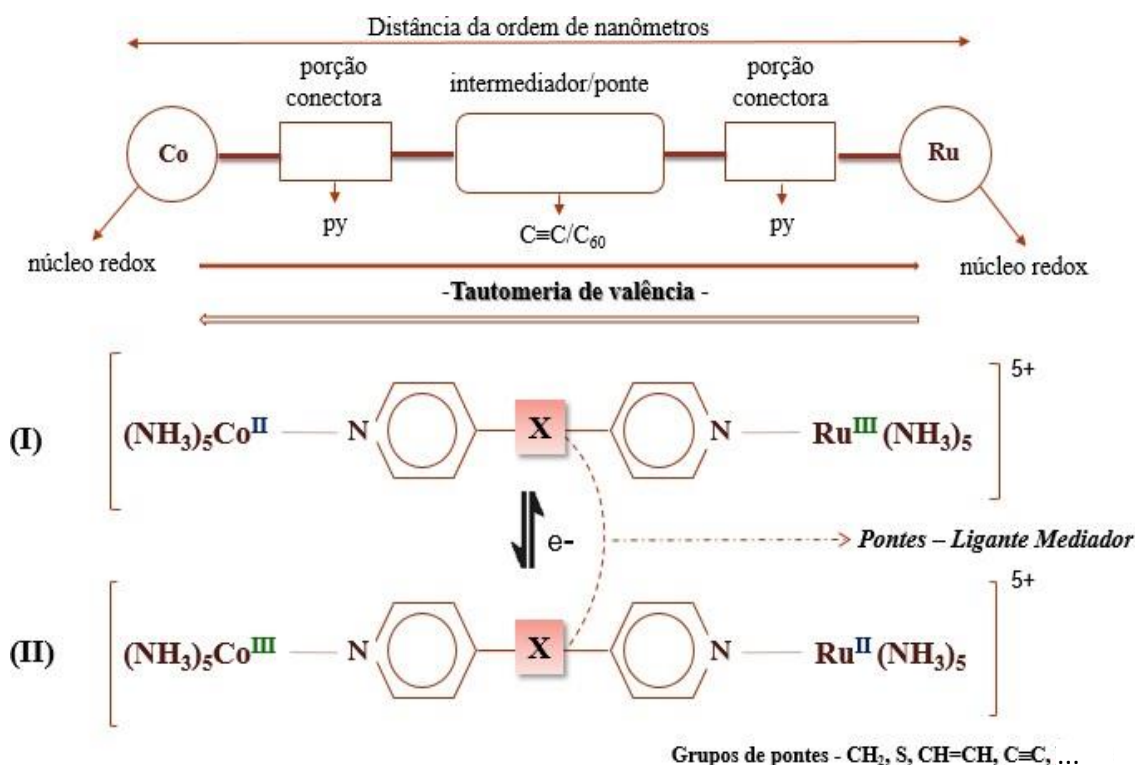 Distância da ordem de nanômetros
porção conectora
intermediador/ponte
porção conectora
Co
Ru
py
C≡C/C₆₀
py
núcleo redox
núcleo redox
-Tautomeria de valência -
(I)
(NH₃)₅Coᴵᴵ N X N Ruᴵᴵᴵ(NH₃)₅ 5+
e-
Pontes – Ligante Mediador
(II)
(NH₃)₅Coᴵᴵᴵ N X N Ruᴵᴵ(NH₃)₅ 5+
Grupos de pontes - CH₂, S, CH=CH, C≡C, ...